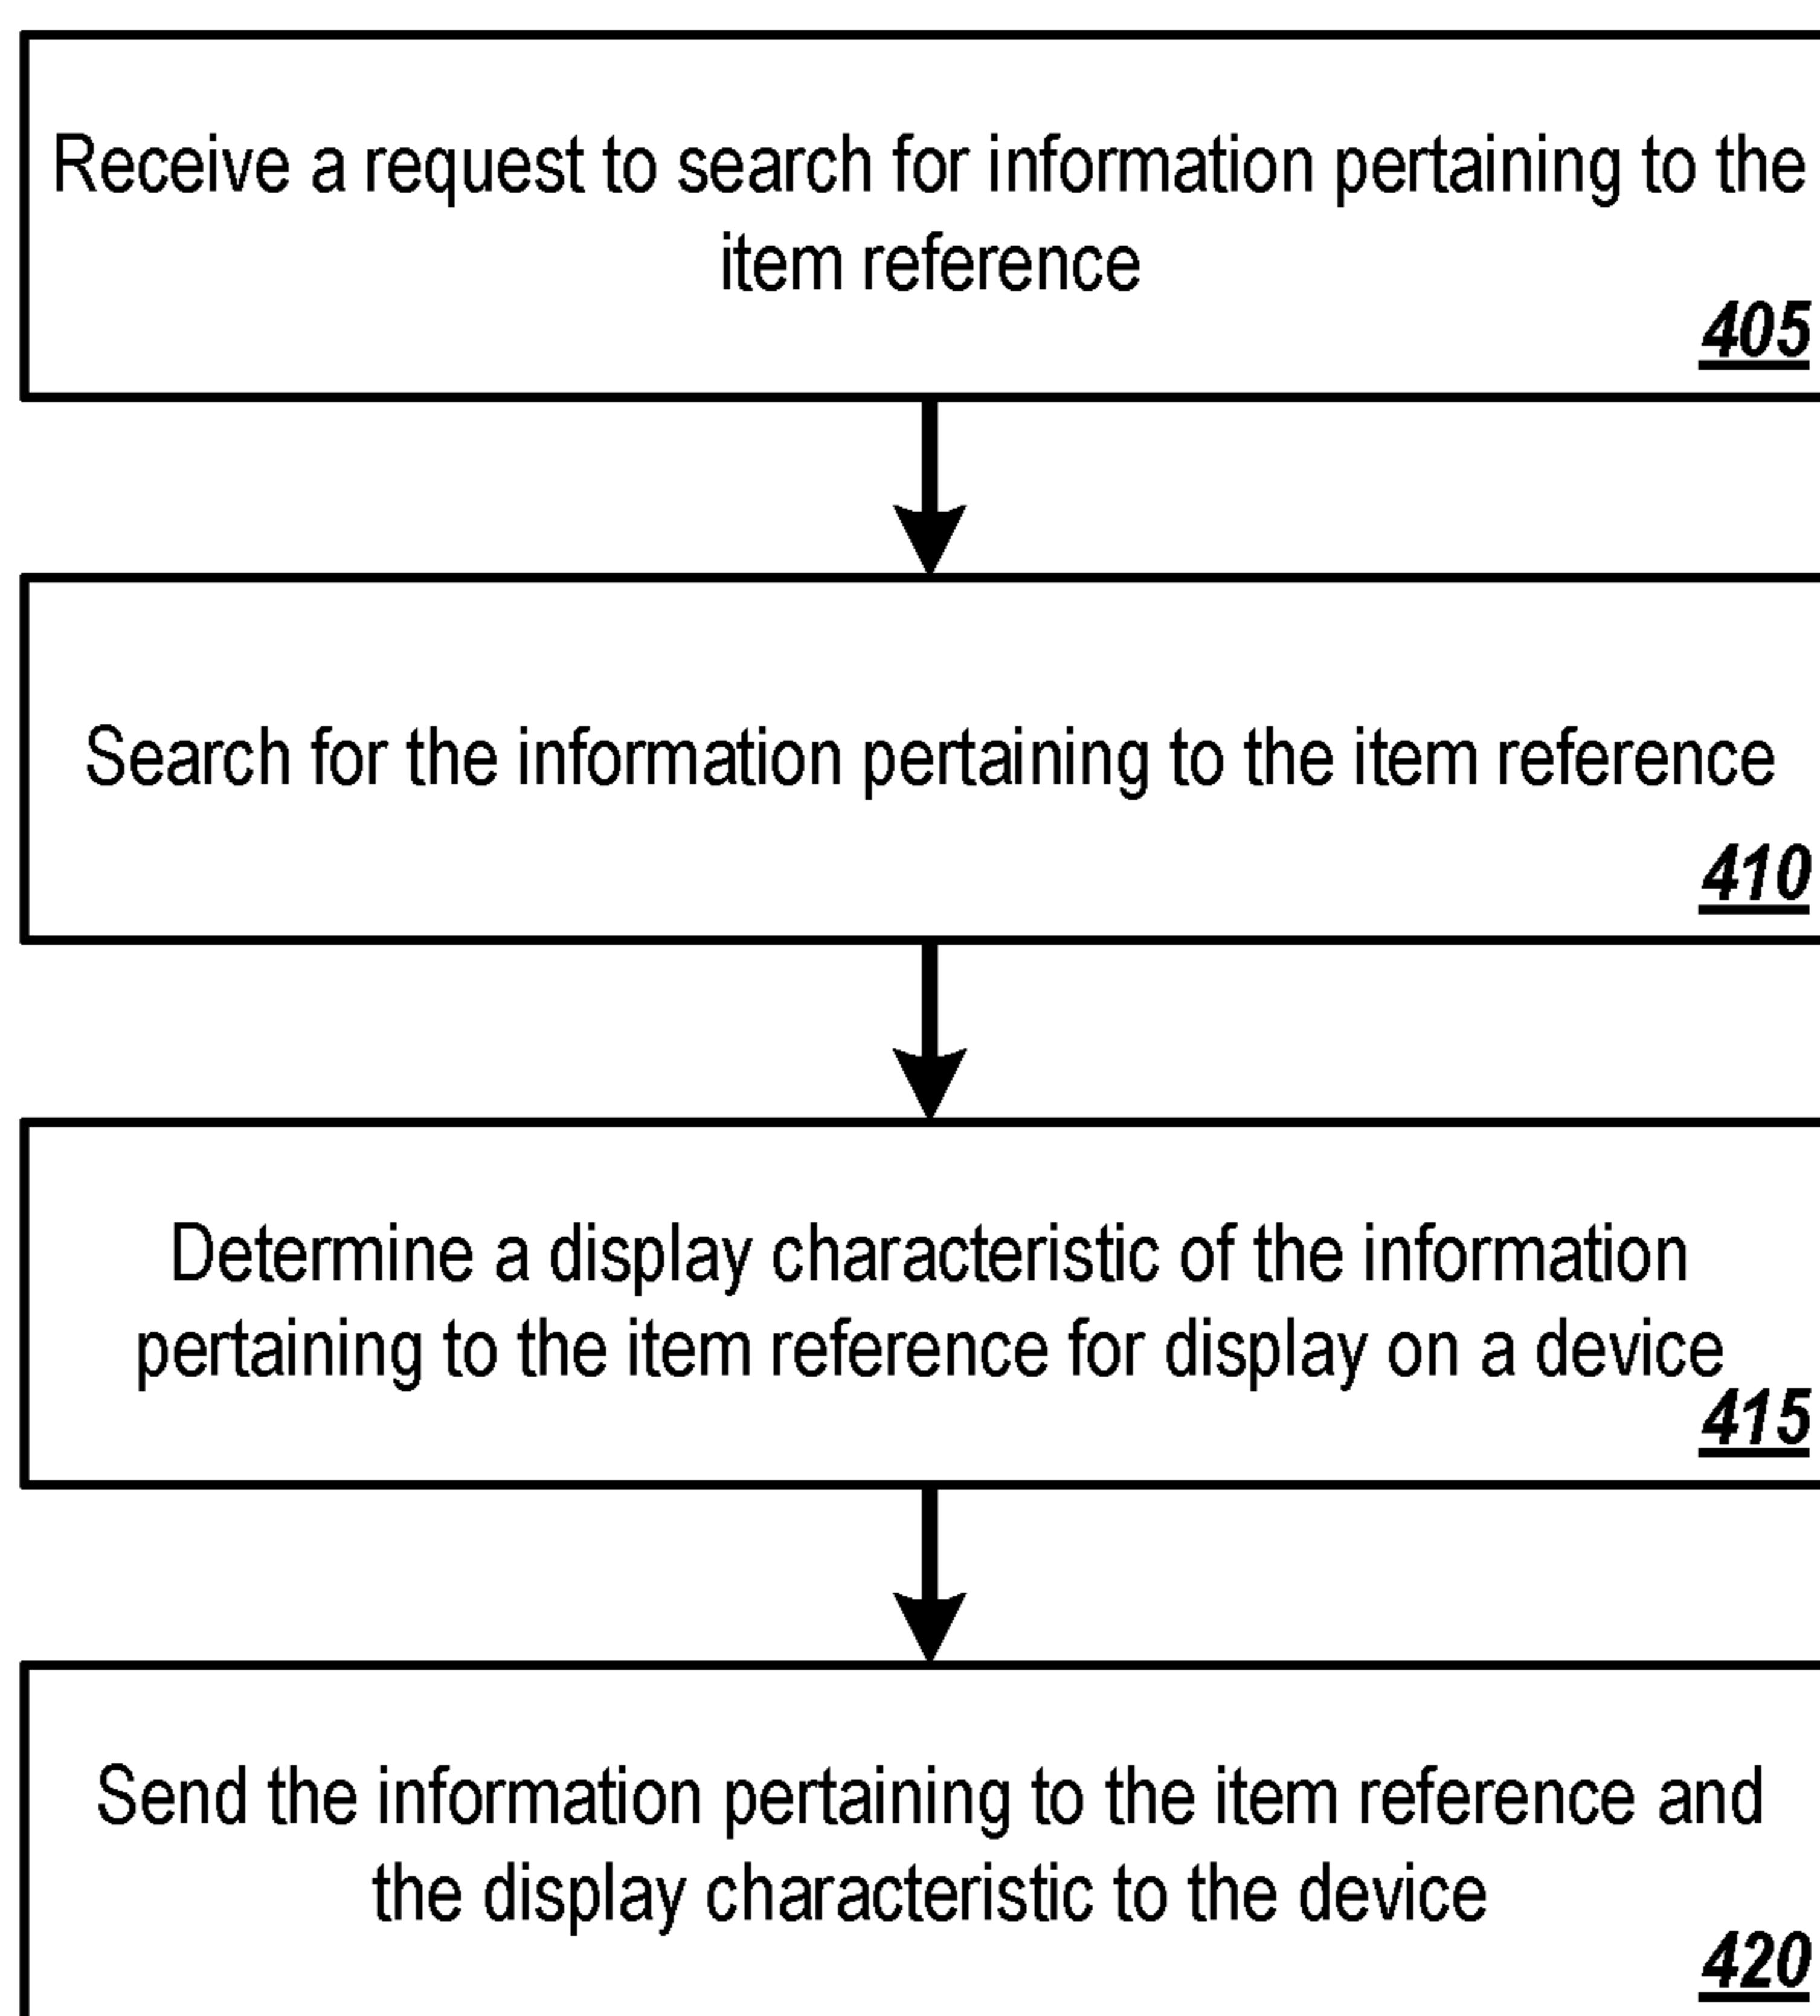 Receive a request to search for information pertaining to the
item reference
405
Search for the information pertaining to the item reference
410
Determine a display characteristic of the information
pertaining to the item reference for display on a device
415
Send the information pertaining to the item reference and
the display characteristic to the device
420